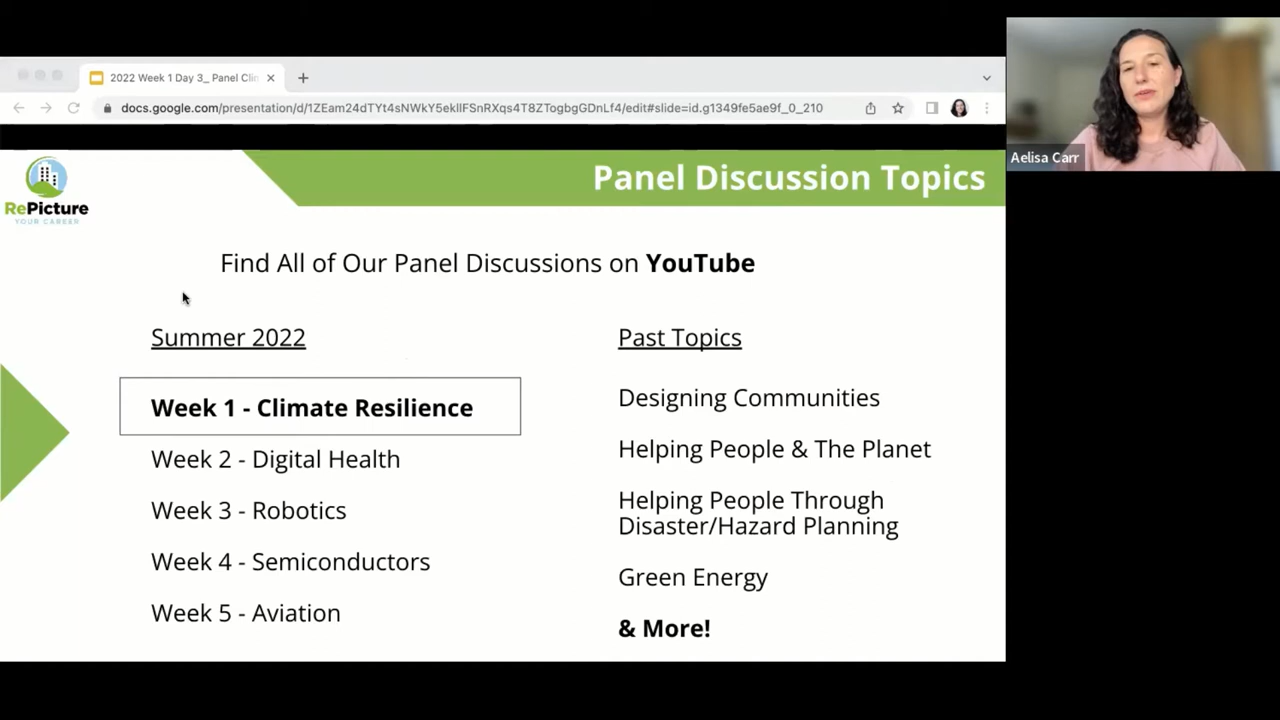 2022 Week 1 Day 3_ Panel Clin
docs.google.com/presentation/d/1ZEam24dTYt4sNWkY5ekIlFSnRXqs4T8ZTogbgGDnLf4/edit#slide=id.g1349fe5ae9f_0_210
Aelisa Carr
RePicture
YOUR CAREER
Panel Discussion Topics
Find All of Our Panel Discussions on YouTube
Summer 2022
Week 1 - Climate Resilience
Week 2 - Digital Health
Week 3 - Robotics
Week 4 - Semiconductors
Week 5 - Aviation
Past Topics
Designing Communities
Helping People & The Planet
Helping People Through
Disaster/Hazard Planning
Green Energy
& More!